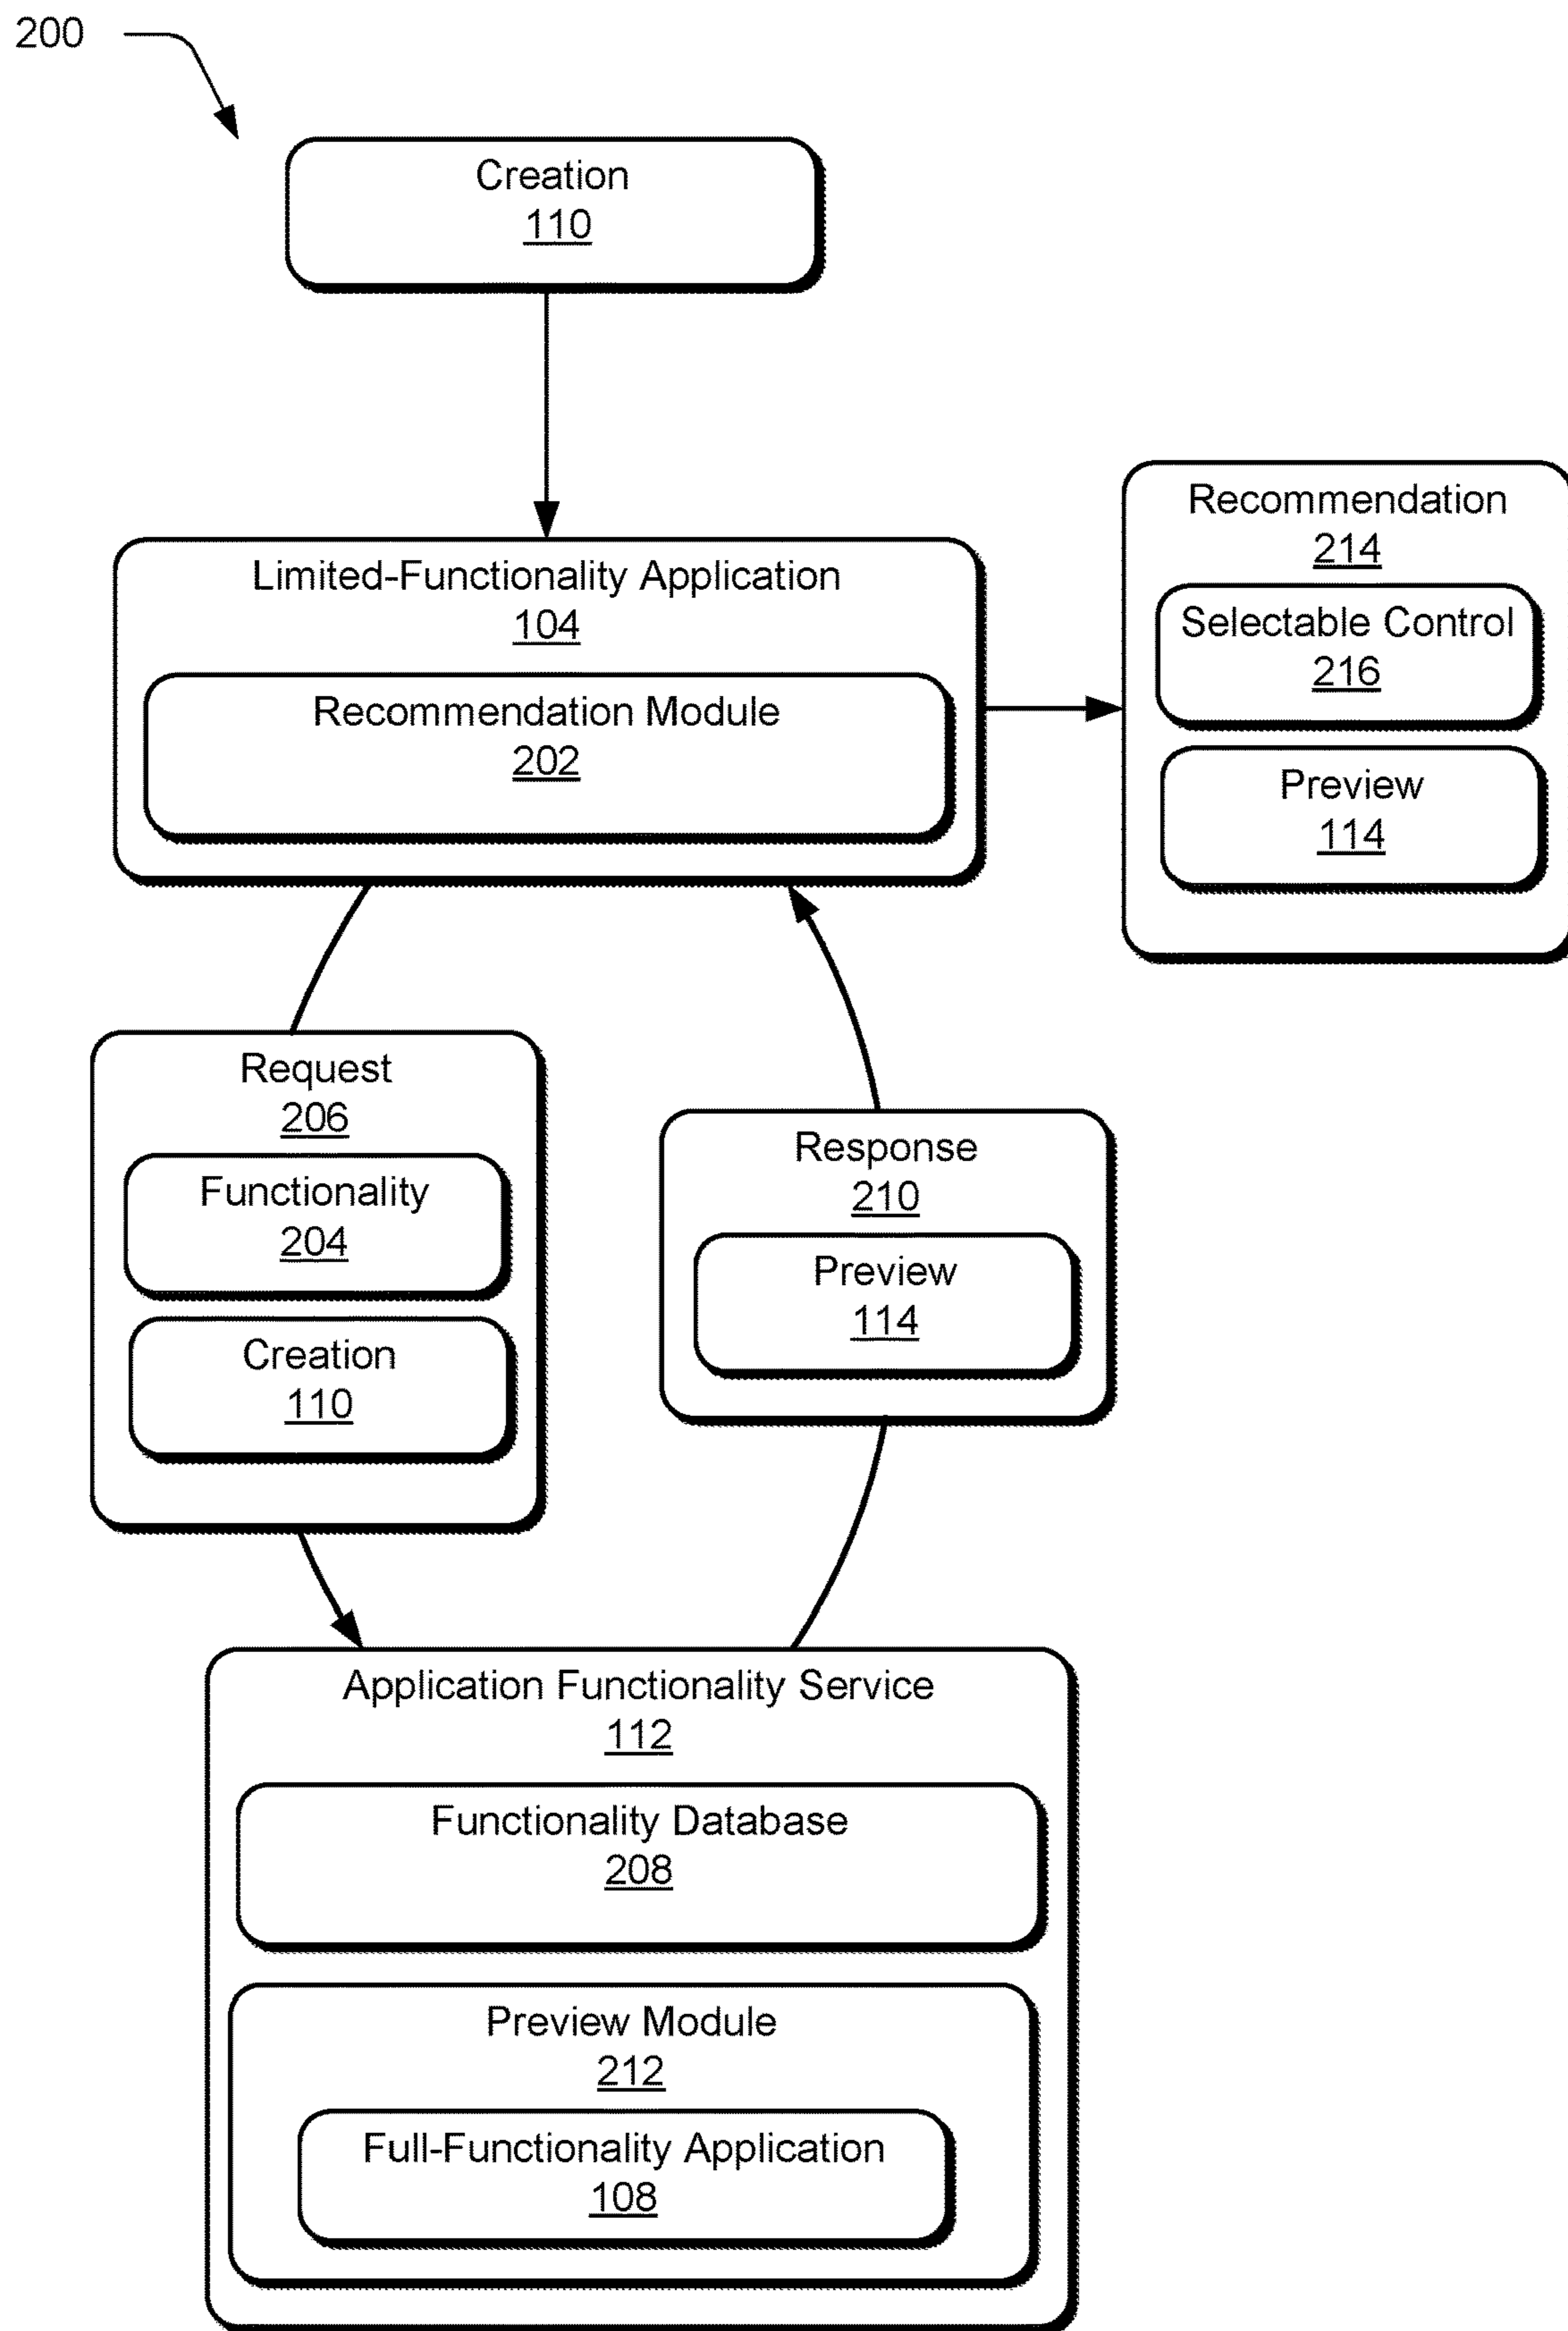 200
Creation
110
Limited-Functionality Application
104
Recommendation Module
202
Recommendation
214
Selectable Control
216
Preview
114
Request
206
Functionality
204
Creation
110
Response
210
Preview
114
Application Functionality Service
112
Functionality Database
208
Preview Module
212
Full-Functionality Application
108